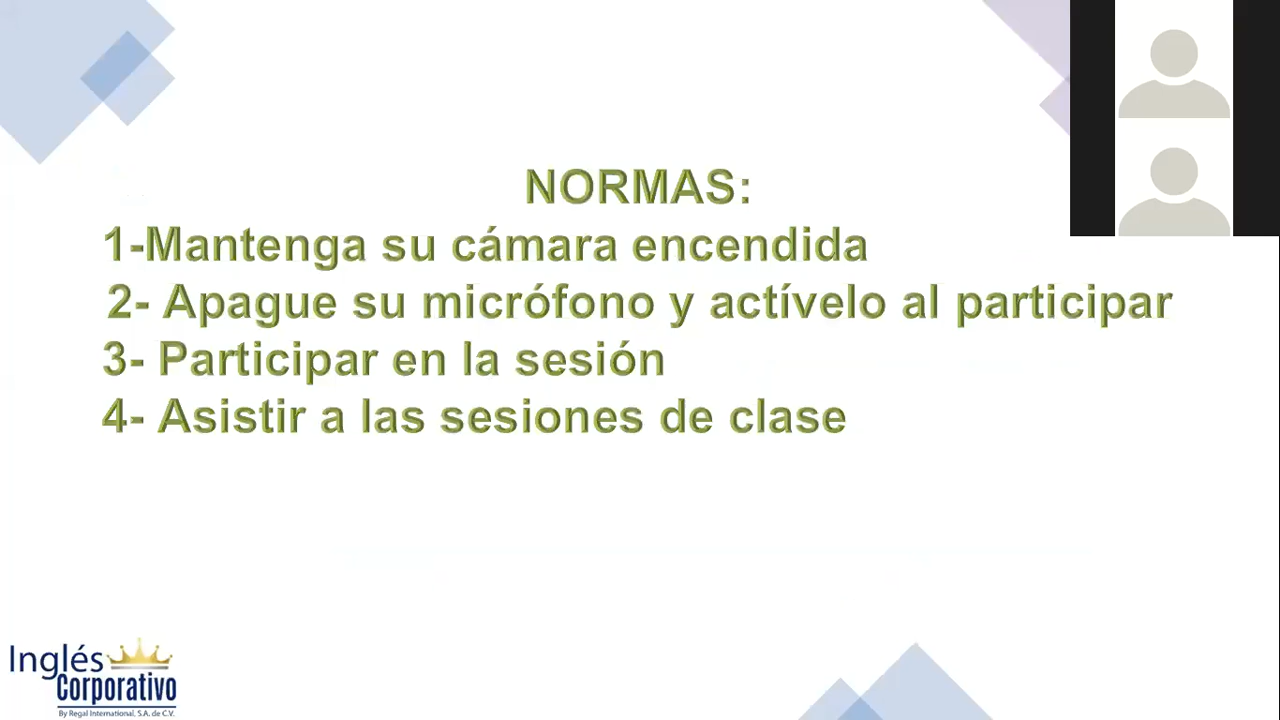 NORMAS:
1-Mantenga su cámara encendida
2- Apague su micrófono y actívelo al participar
3- Participar en la sesión
4- Asistir a las sesiones de clase
Inglés
Corporativo
By Regal International, S.A. de C.V.